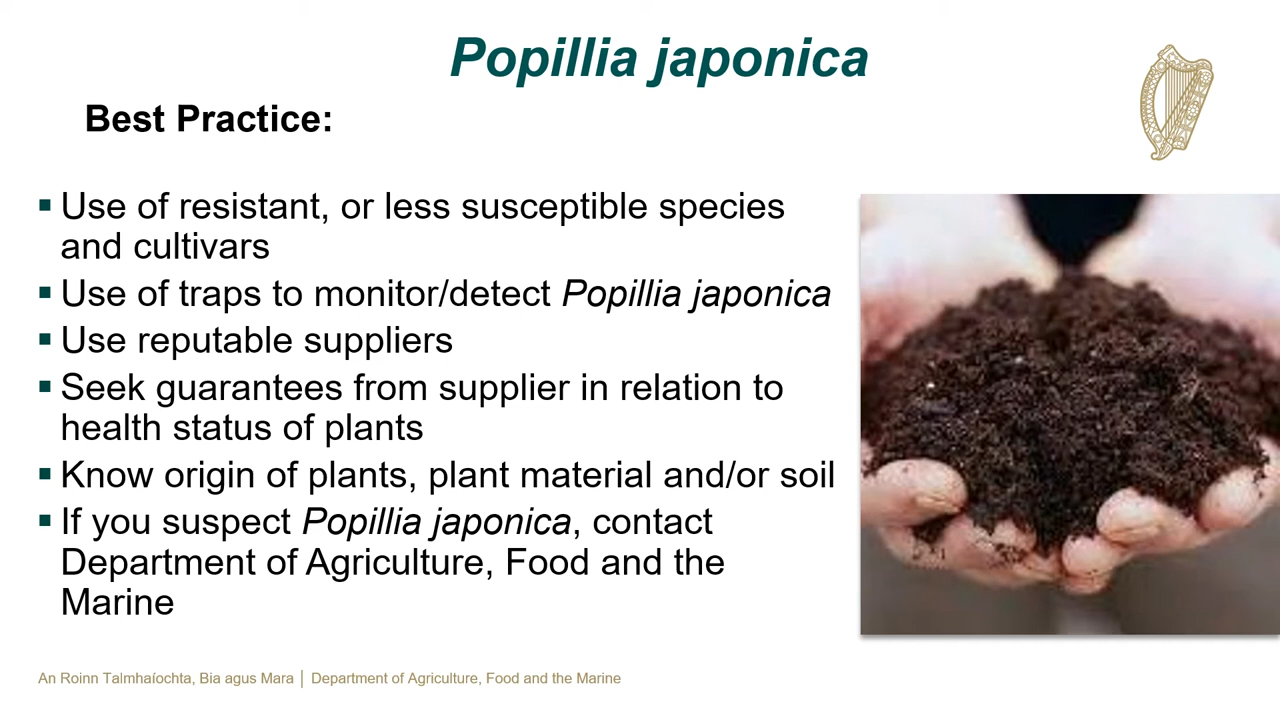 Popillia japonica
Best Practice:
Use of resistant, or less susceptible species
and cultivars
Use of traps to monitor/detect Popillia japonica
Use reputable suppliers
Seek guarantees from supplier in relation to
health status of plants
Know origin of plants, plant material and/or soil
If you suspect Popillia japonica, contact
Department of Agriculture, Food and the
Marine
An Roinn Talmhaíochta, Bia agus Mara | Department of Agriculture, Food and the Marine